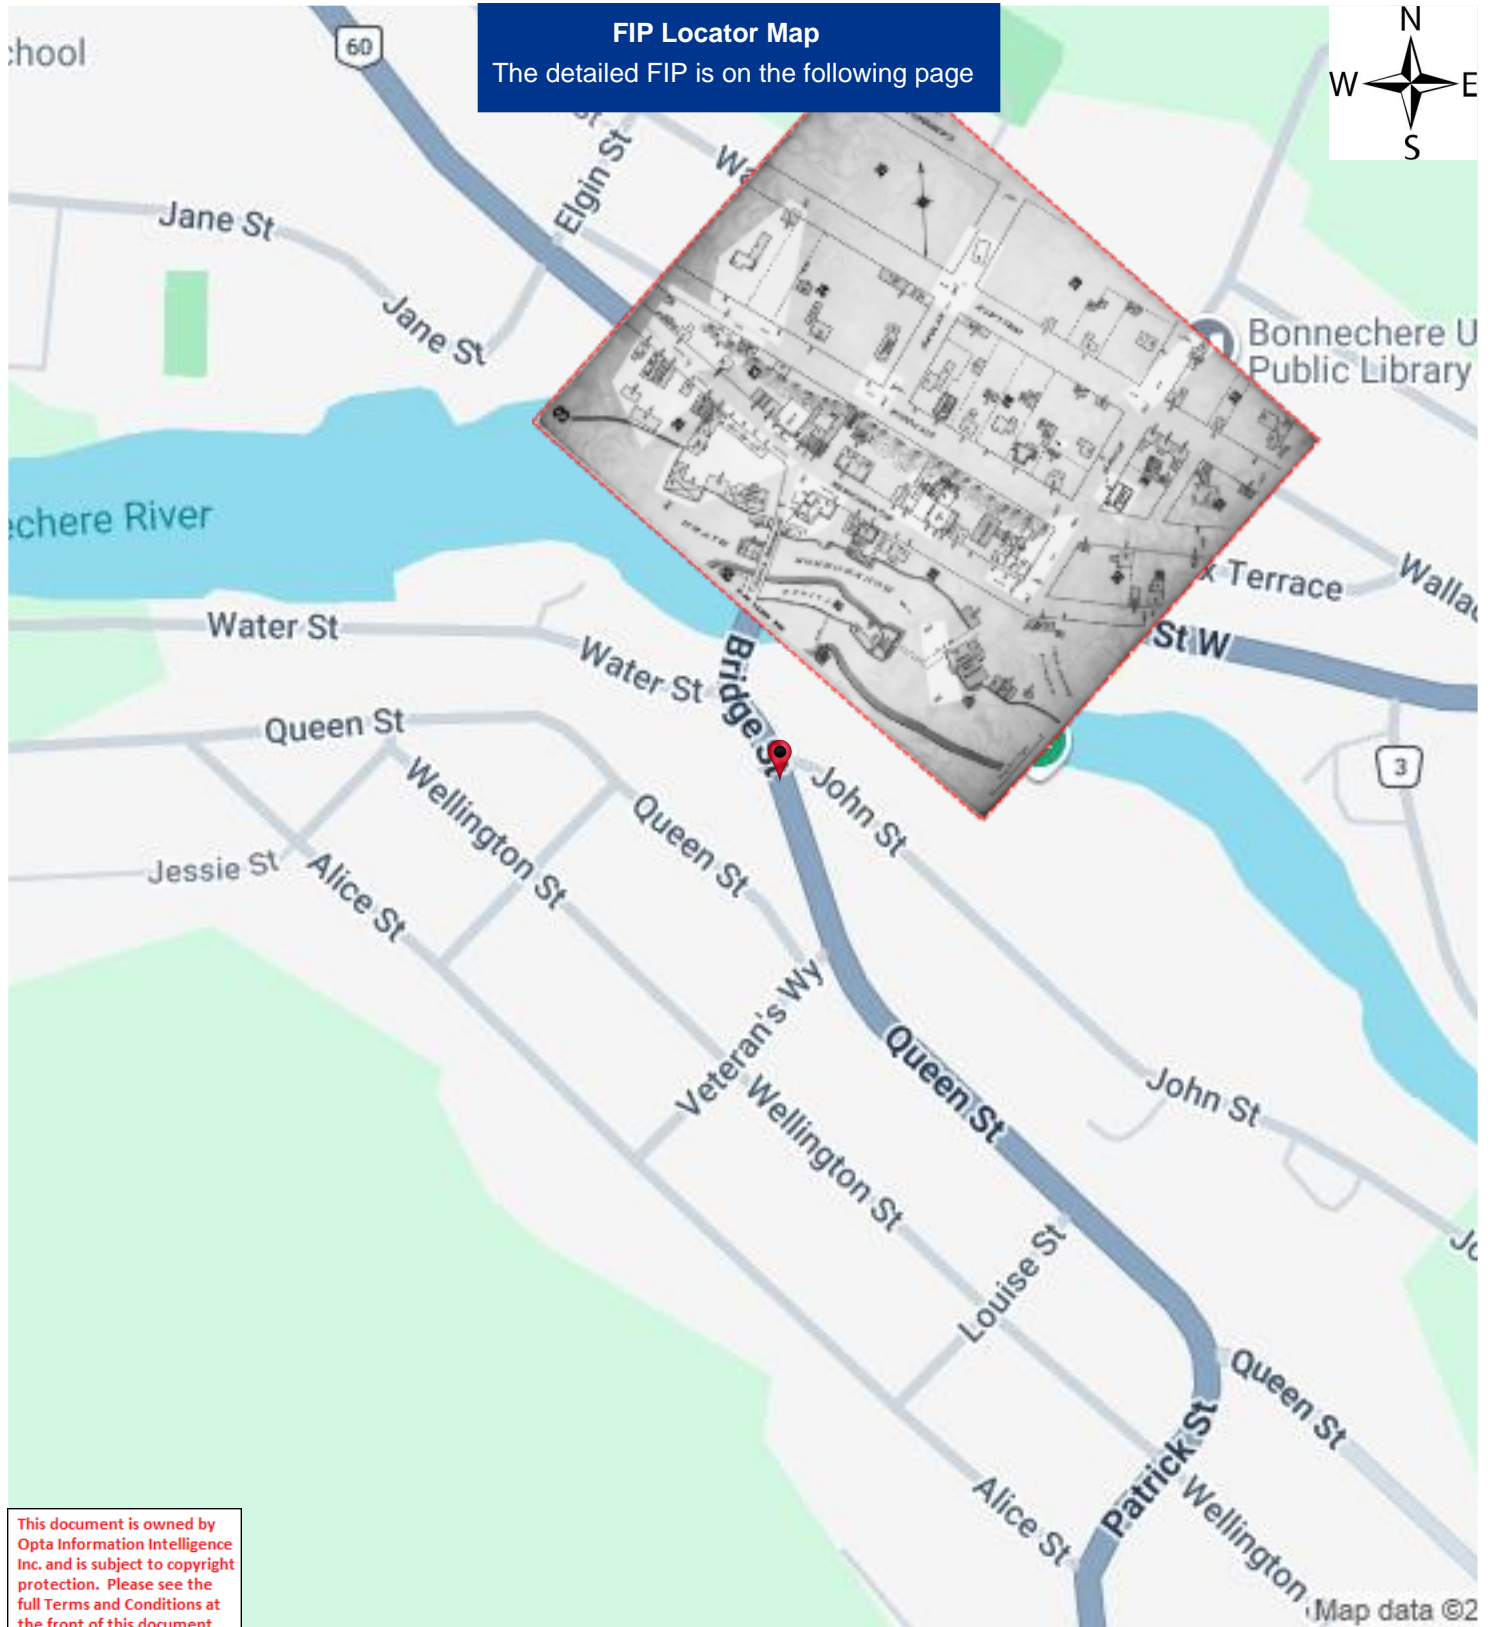 FIP Locator Map
The detailed FIP is on the following page
N
W E
S
chool
60
Elgin St
Jane St
Jane St
Bonnechere U
Public Library
echere River
Terrace
Walla
St W
Water St
Water St
Bridge St
3
Queen St
Wellington St
Queen St
John St
Jessie St
Alice St
Veteran's Wy
Queen St
John St
Wellington St
Louise St
Jo
Queen St
Patrick St
Alice St
Wellington
This document is owned by
Opta Information Intelligence
Inc. and is subject to copyright
protection. Please see the
full Terms and Conditions at
the front of this document
Map data ©2